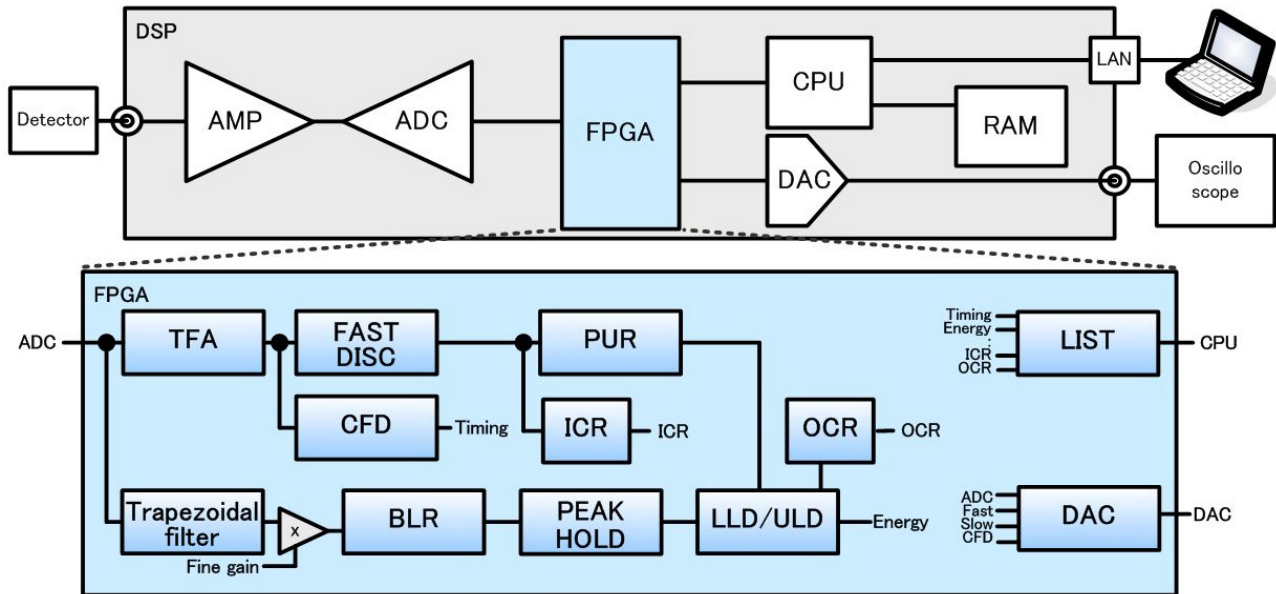 DSP
Detector
AMP
ADC
FPGA
CPU
RAM
DAC
LAN
Oscillo
scope
FPGA
ADC
TFA
FAST
DISC
PUR
CFD
Timing
ICR
ICR
OCR
OCR
Trapezoidal
filter
x
Fine gain
BLR
PEAK
HOLD
LLD/ULD
Energy
Timing
Energy
:
ICR
OCR
LIST
CPU
ADC
Fast
Slow
CFD
DAC
DAC